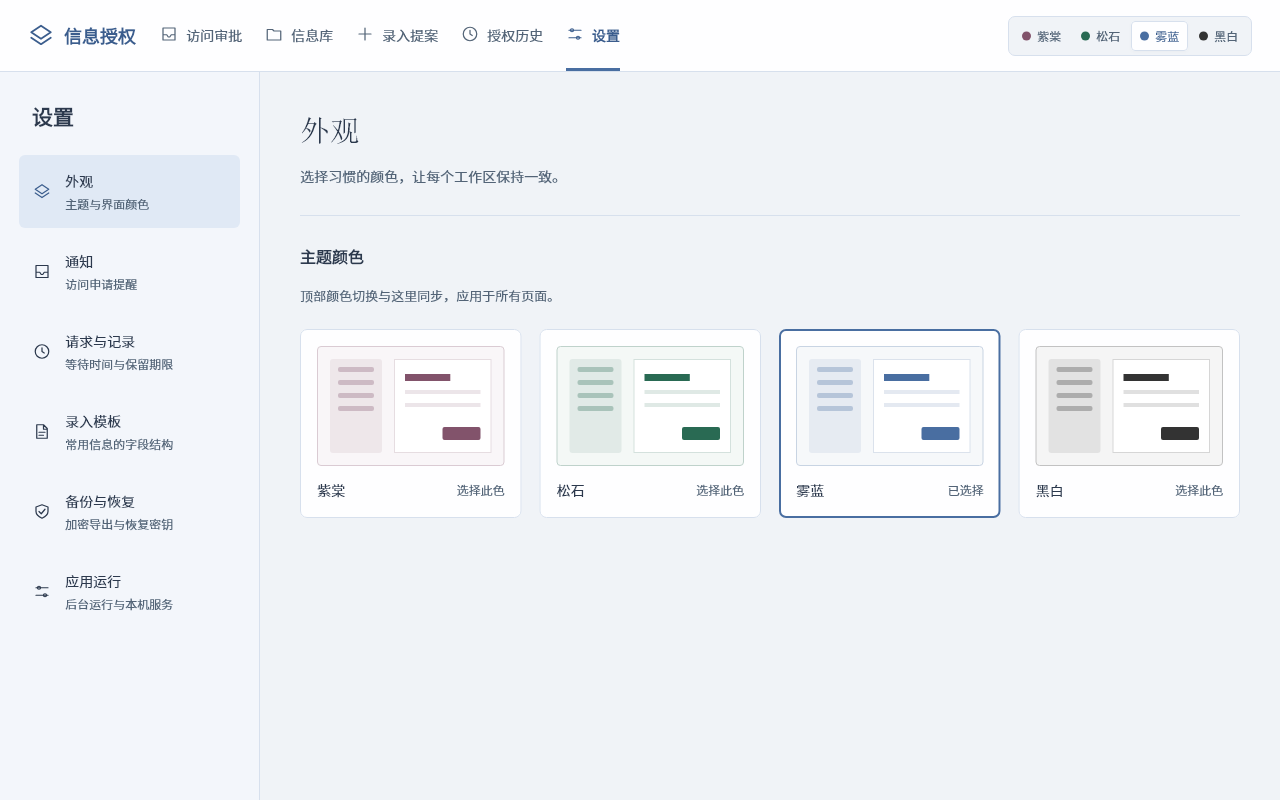 信息授权
访问审批
信息库
录入提案
授权历史
设置
紫棠
松石
雾蓝
黑白
设置
外观
主题与界面颜色
通知
访问申请提醒
请求与记录
等待时间与保留期限
录入模板
常用信息的字段结构
备份与恢复
加密导出与恢复密钥
应用运行
后台运行与本机服务
外观
选择习惯的颜色，让每个工作区保持一致。
主题颜色
顶部颜色切换与这里同步，应用于所有页面。
紫棠 选择此色
松石 选择此色
雾蓝 已选择
黑白 选择此色